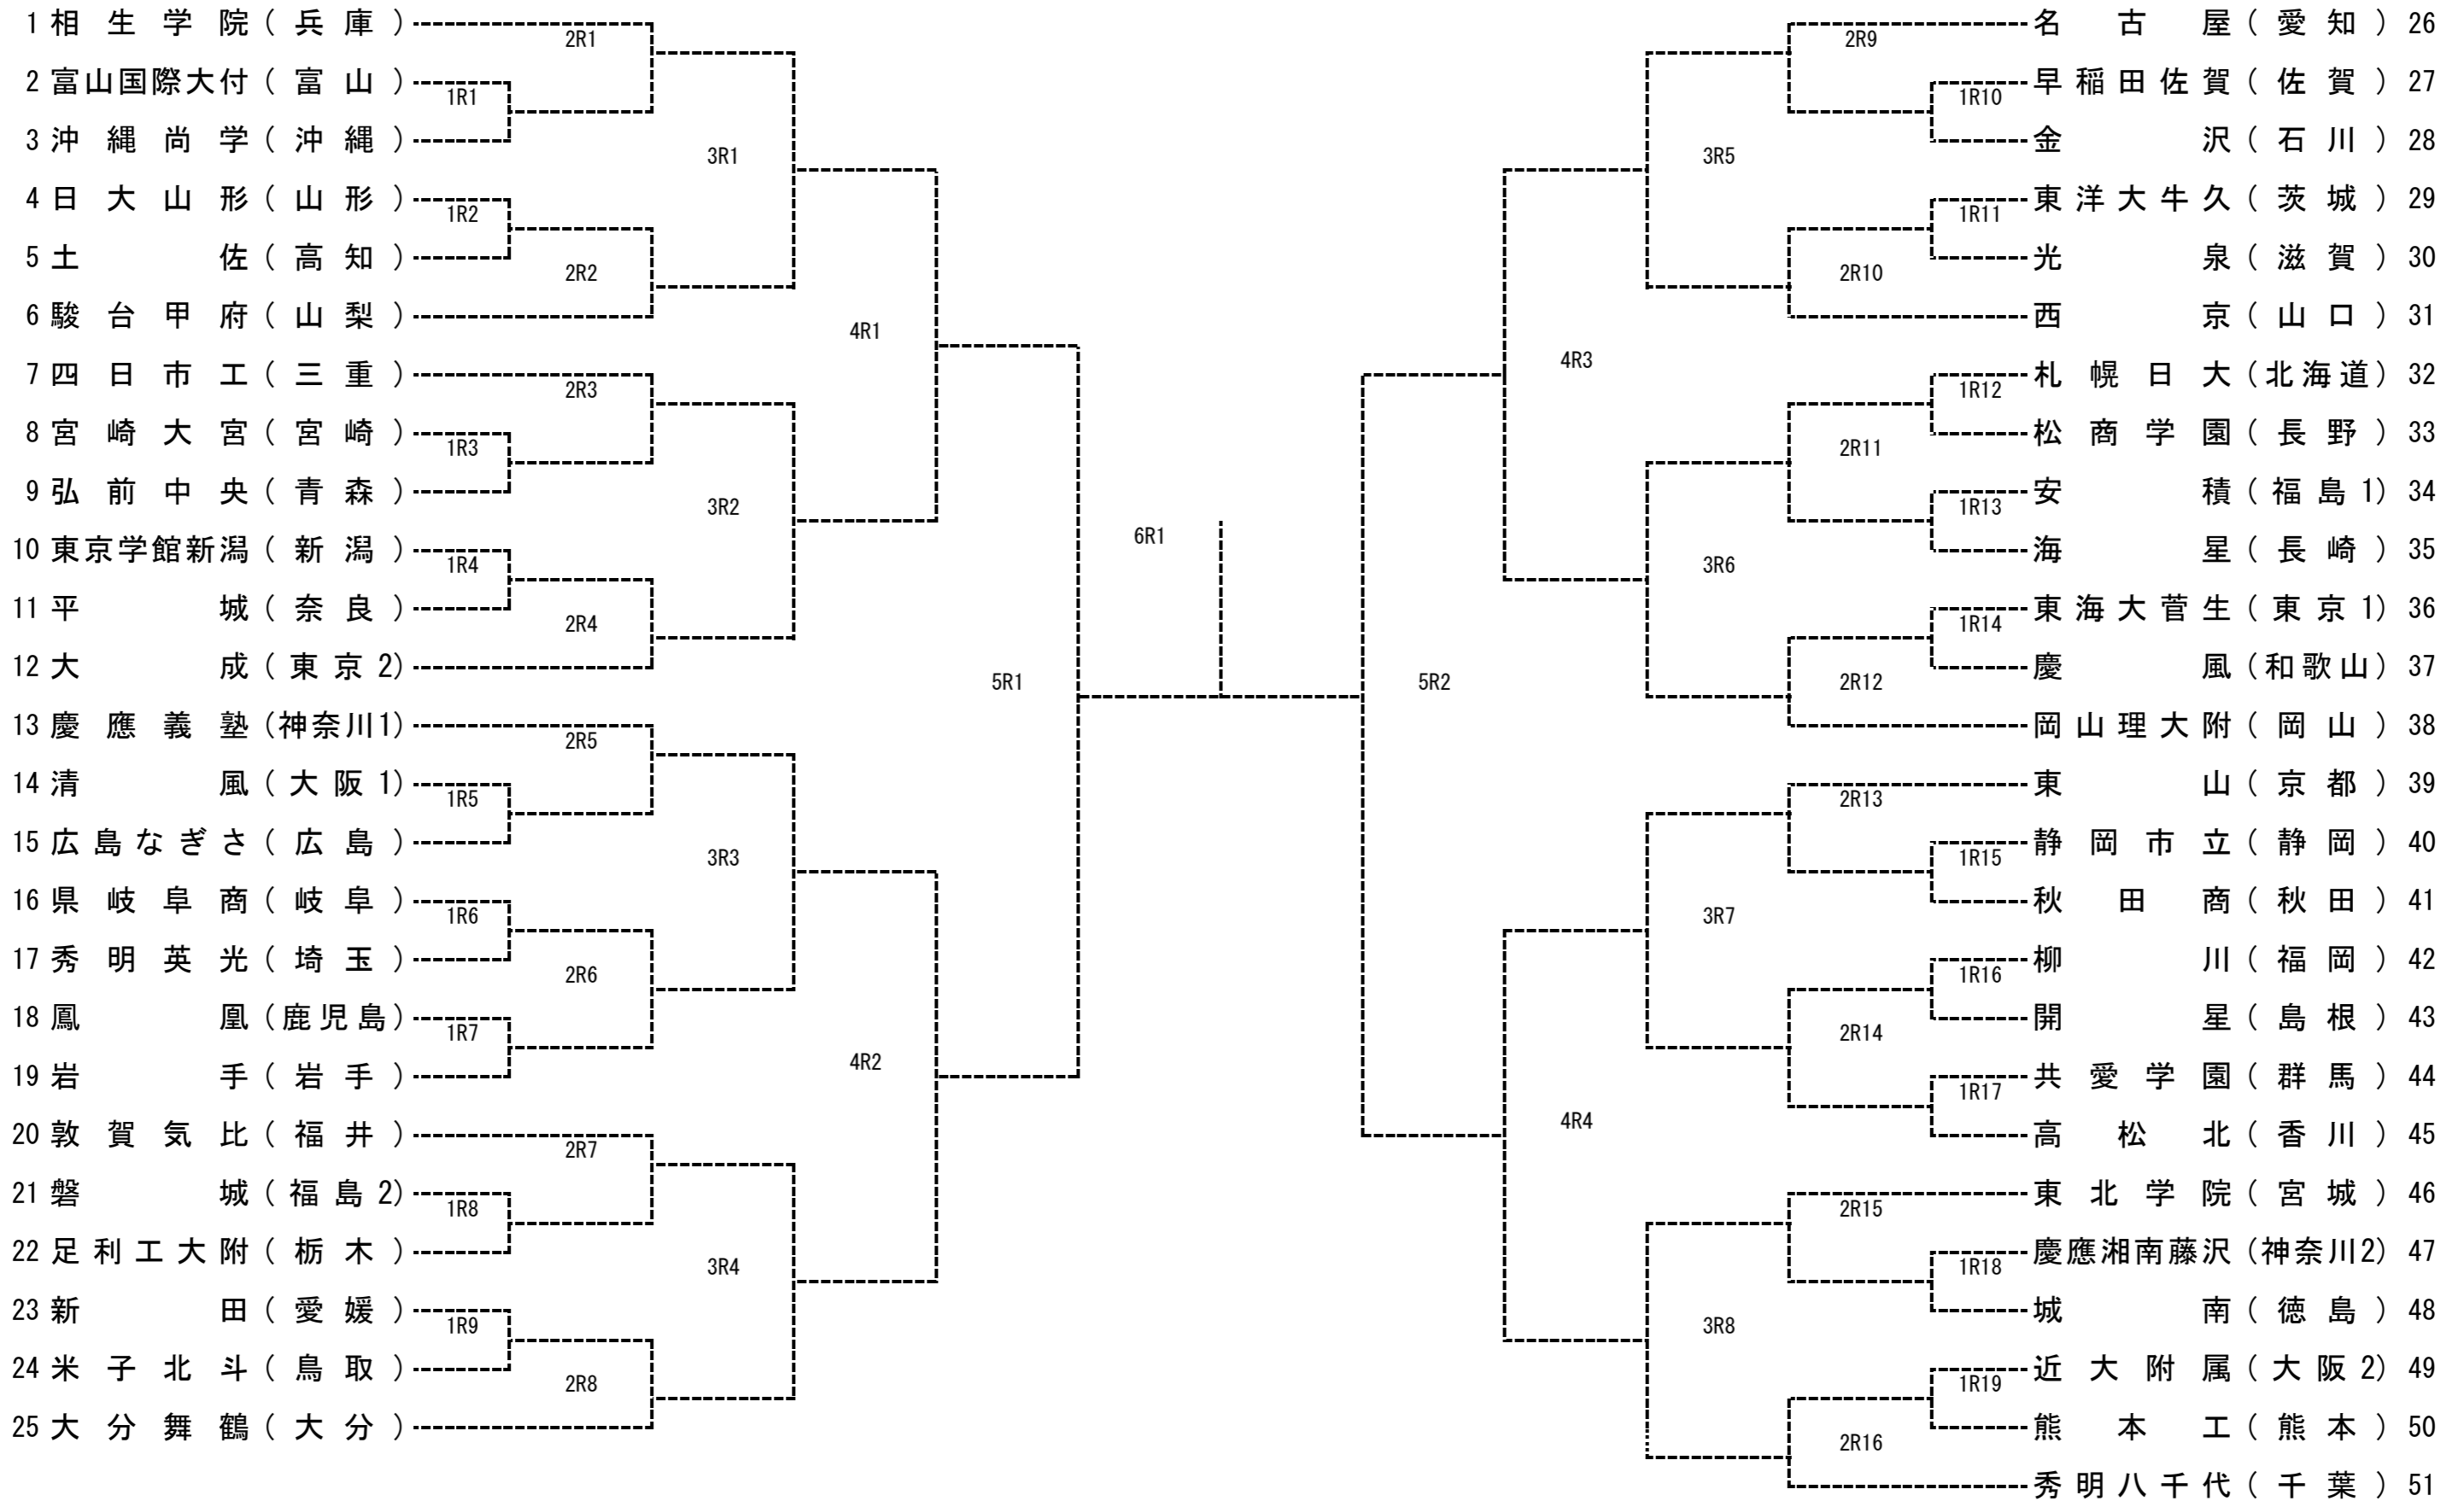 1 相生学院(兵庫)
2 富山国際大付(富山)
3 沖縄尚学(沖縄)
4 日大山形(山形)
5 土佐(高知)
6 駿台甲府(山梨)
7 四日市工(三重)
8 宮崎大宮(宮崎)
9 弘前中央(青森)
10 東京学館新潟(新潟)
11 平城(奈良)
12 大成(東京2)
13 慶應義塾(神奈川1)
14 清風(大阪1)
15 広島なぎさ(広島)
16 県岐阜商(岐阜)
17 秀明英光(埼玉)
18 鳳凰(鹿児島)
19 岩手(岩手)
20 敦賀気比(福井)
21 磐城(福島2)
22 足利工大附(栃木)
23 新田(愛媛)
24 米子北斗(鳥取)
25 大分舞鶴(大分)
1R1
1R2
1R3
1R4
1R5
1R6
1R7
1R8
1R9
2R1
2R2
2R3
2R4
2R5
2R6
2R7
2R8
3R1
3R2
3R3
3R4
4R1
4R2
5R1
6R1
5R2
4R3
4R4
3R5
3R6
3R7
3R8
2R9
2R10
2R11
2R12
2R13
2R14
2R15
2R16
1R10
1R11
1R12
1R13
1R14
1R15
1R16
1R17
1R18
1R19
名古屋(愛知) 26
早稲田佐賀(佐賀) 27
金沢(石川) 28
東洋大牛久(茨城) 29
光泉(滋賀) 30
西京(山口) 31
札幌日大(北海道) 32
松商学園(長野) 33
安積(福島1) 34
海星(長崎) 35
東海大菅生(東京1) 36
慶風(和歌山) 37
岡山理大附(岡山) 38
東山(京都) 39
静岡市立(静岡) 40
秋田商(秋田) 41
柳川(福岡) 42
開星(島根) 43
共愛学園(群馬) 44
高松北(香川) 45
東北学院(宮城) 46
慶應湘南藤沢(神奈川2) 47
城南(徳島) 48
近大附属(大阪2) 49
熊本工(熊本) 50
秀明八千代(千葉) 51